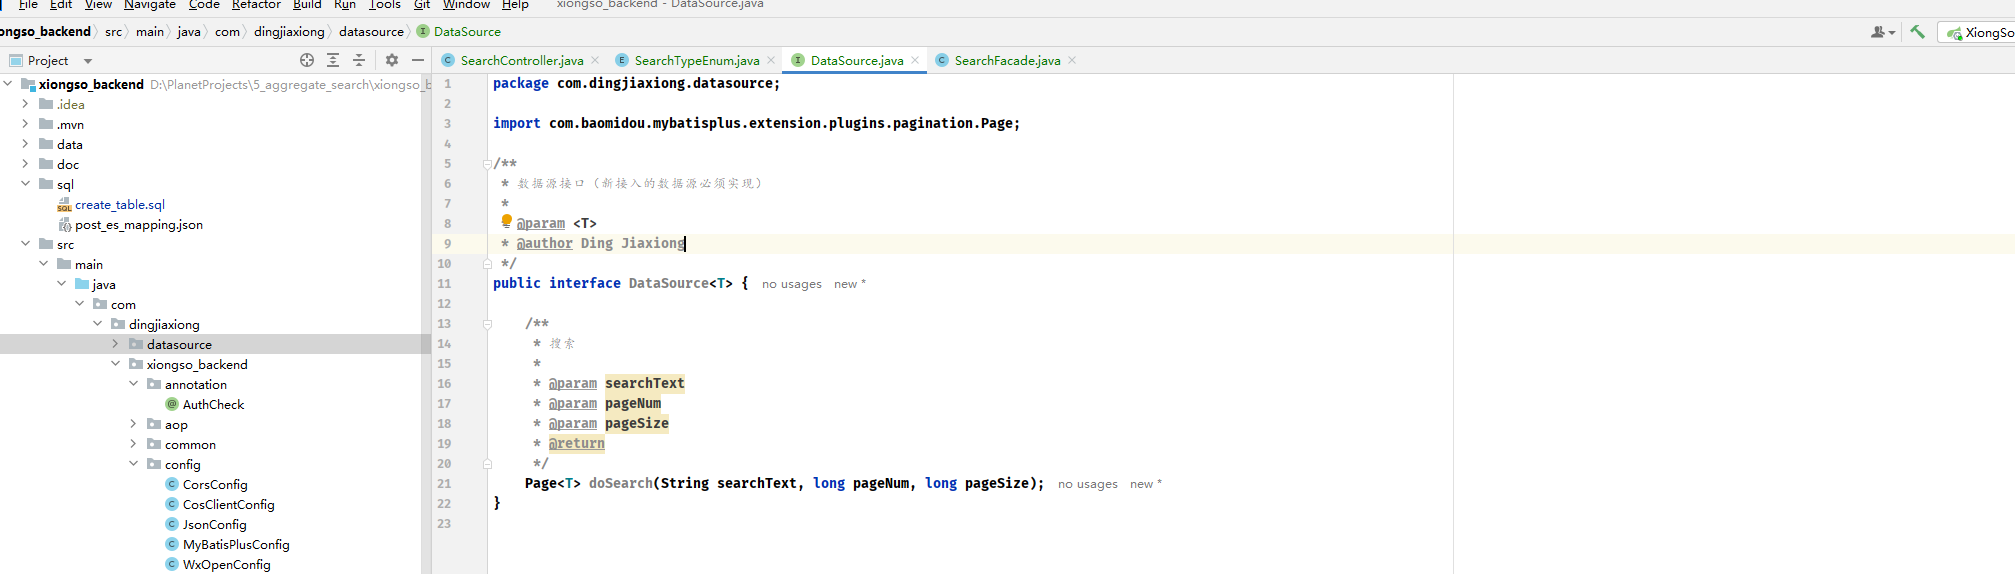 File Edit View Navigate Code Refactor Build Run Tools Git Window Help xiongso_backend - DataSource.java
ongso_backend src main java com dingjiaxiong datasource DataSource XiongSo
Project
SearchController.java SearchTypeEnum.java DataSource.java SearchFacade.java
xiongso_backend D:\PlanetProjects\5_aggregate_search\xiongso_b
.idea
.mvn
data
doc
sql
create_table.sql
post_es_mapping.json
src
main
java
com
dingjiaxiong
datasource
xiongso_backend
annotation
AuthCheck
aop
common
config
CorsConfig
CosClientConfig
JsonConfig
MyBatisPlusConfig
WxOpenConfig
1 package com.dingjiaxiong.datasource;
2
3 import com.baomidou.mybatisplus.extension.plugins.pagination.Page;
4
5 /**
6 * 数据源接口（新接入的数据源必须实现）
7 *
8 @param <T>
9 * @author Ding Jiaxiong
10 */
11 public interface DataSource<T> { no usages new *
12
13 /**
14 * 搜索
15 *
16 * @param searchText
17 * @param pageNum
18 * @param pageSize
19 * @return
20 */
21 Page<T> doSearch(String searchText, long pageNum, long pageSize); no usages new *
22 }
23